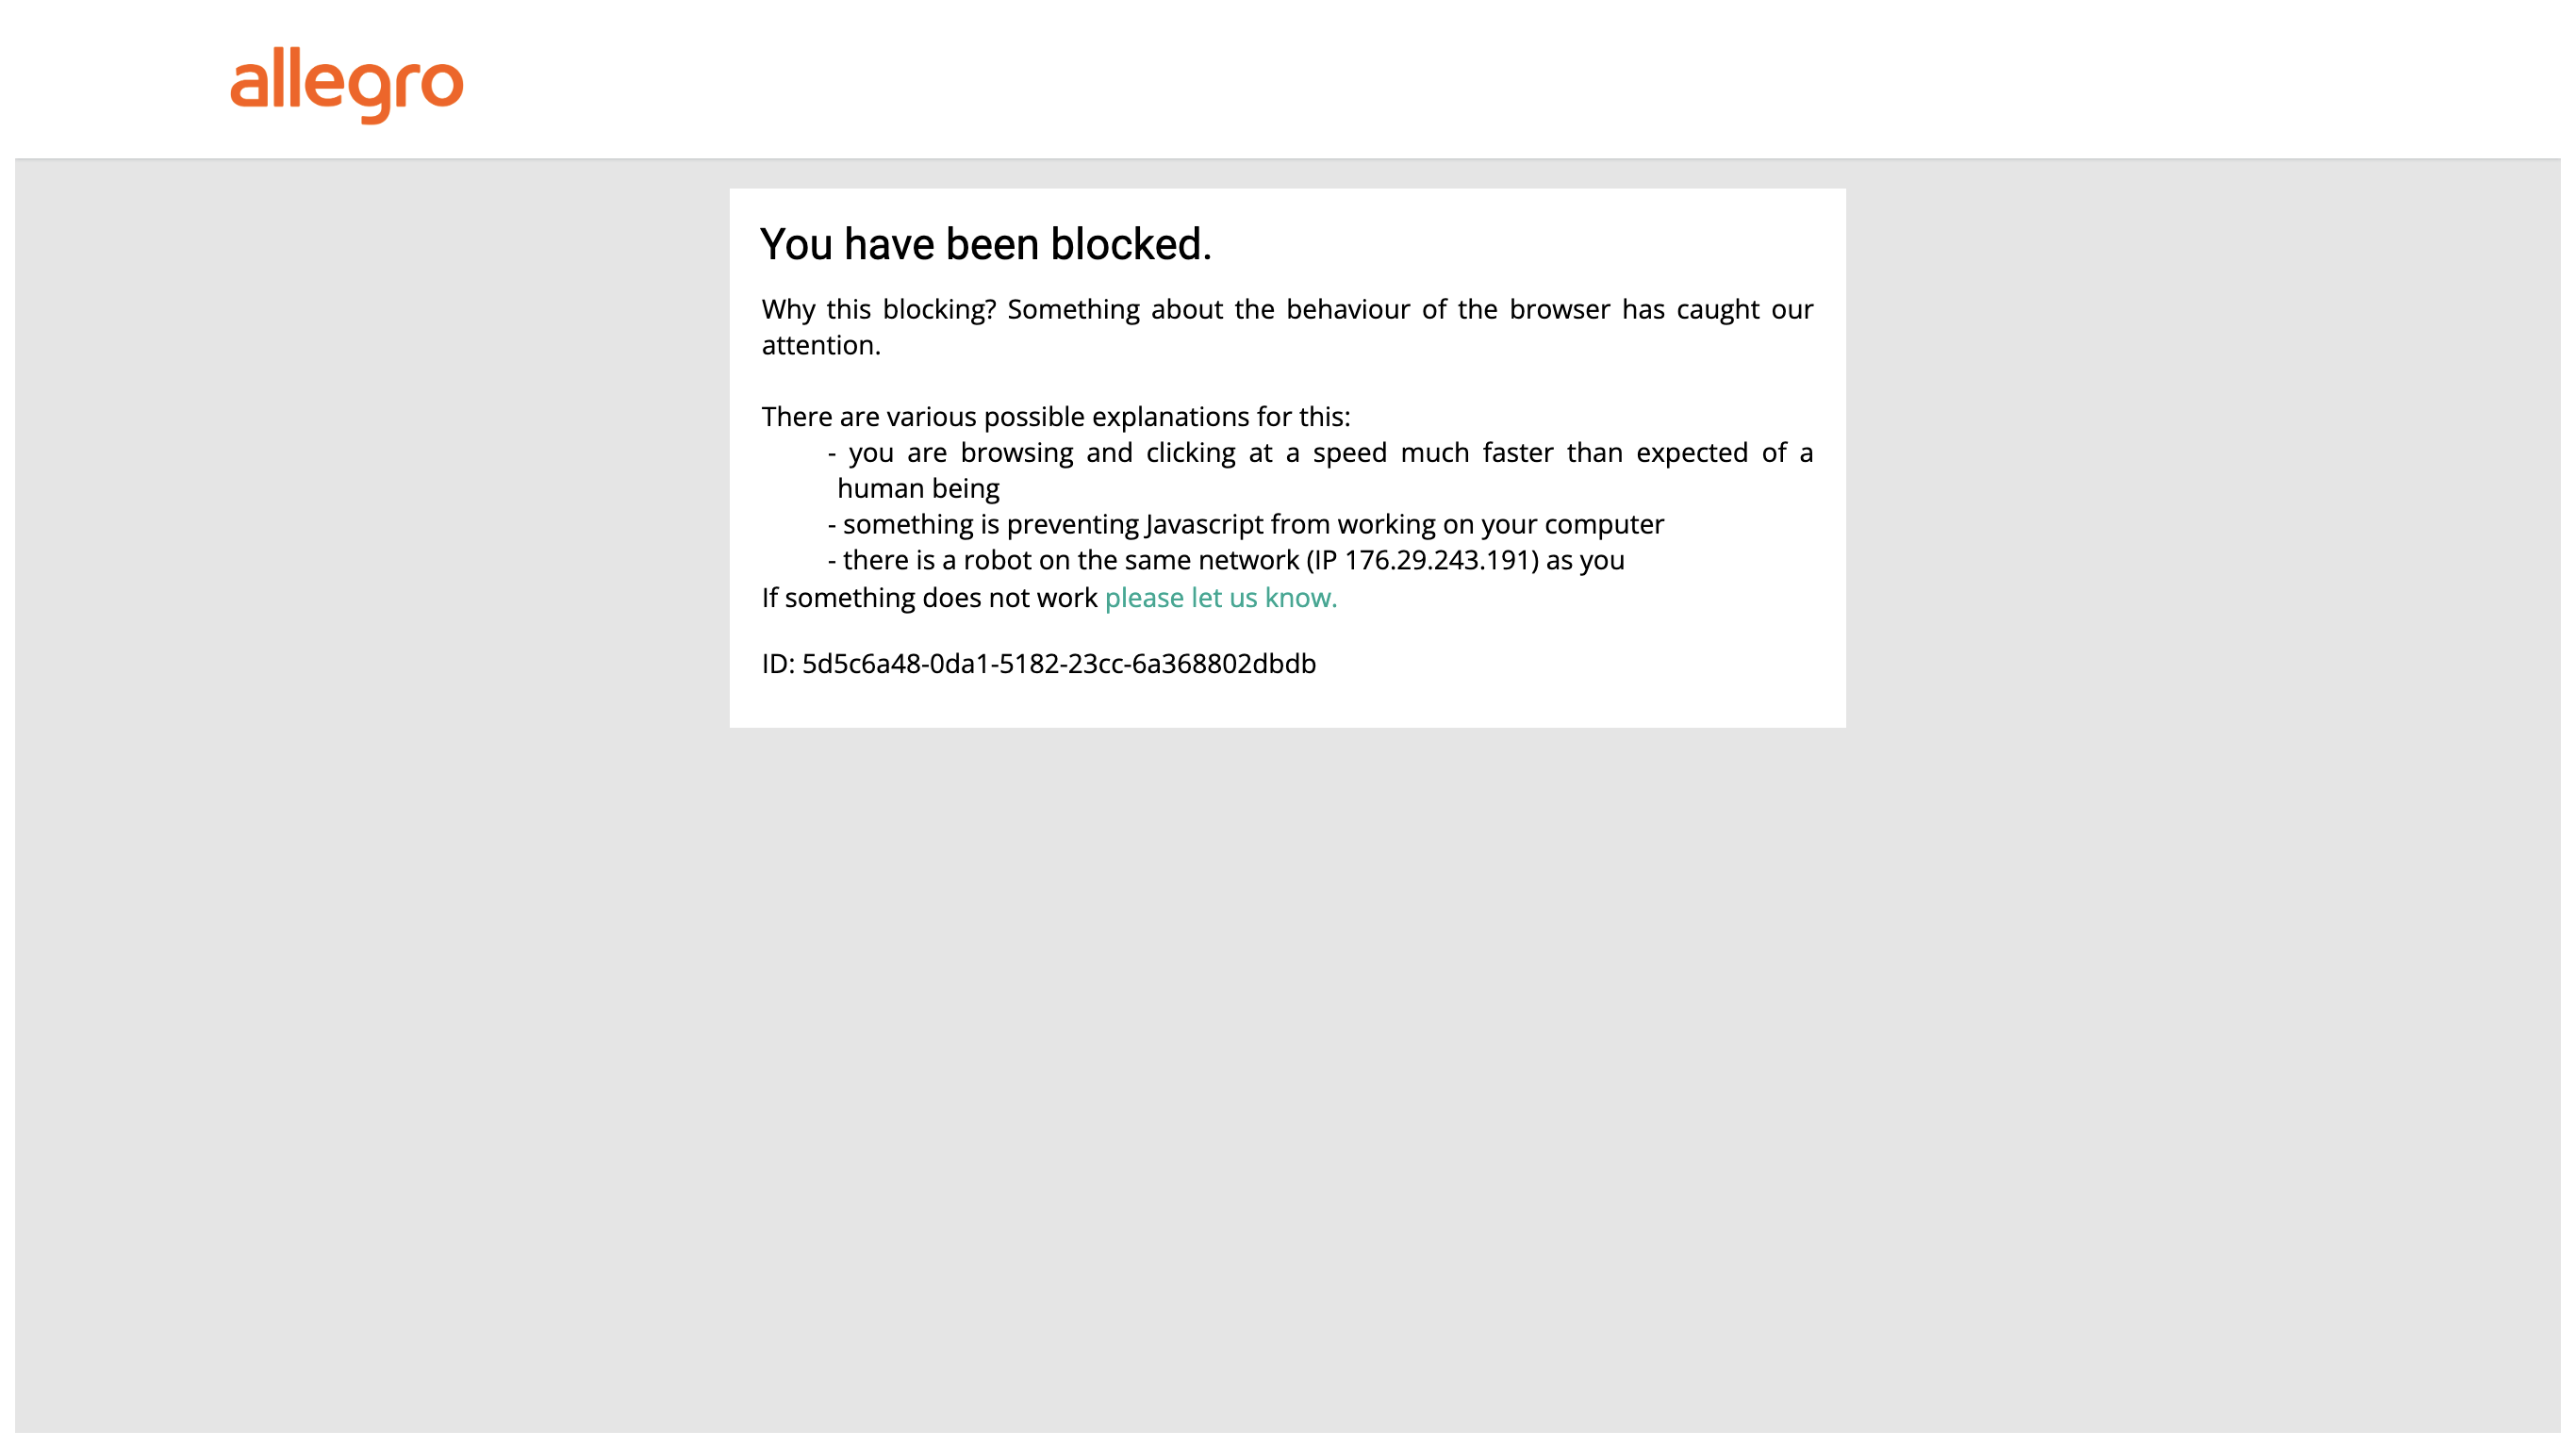 allegro
You have been blocked.
Why this blocking? Something about the behaviour of the browser has caught our
attention.
There are various possible explanations for this:
- you are browsing and clicking at a speed much faster than expected of a
human being
- something is preventing Javascript from working on your computer
- there is a robot on the same network (IP 176.29.243.191) as you
If something does not work please let us know.
ID: 5d5c6a48-0da1-5182-23cc-6a368802dbdb